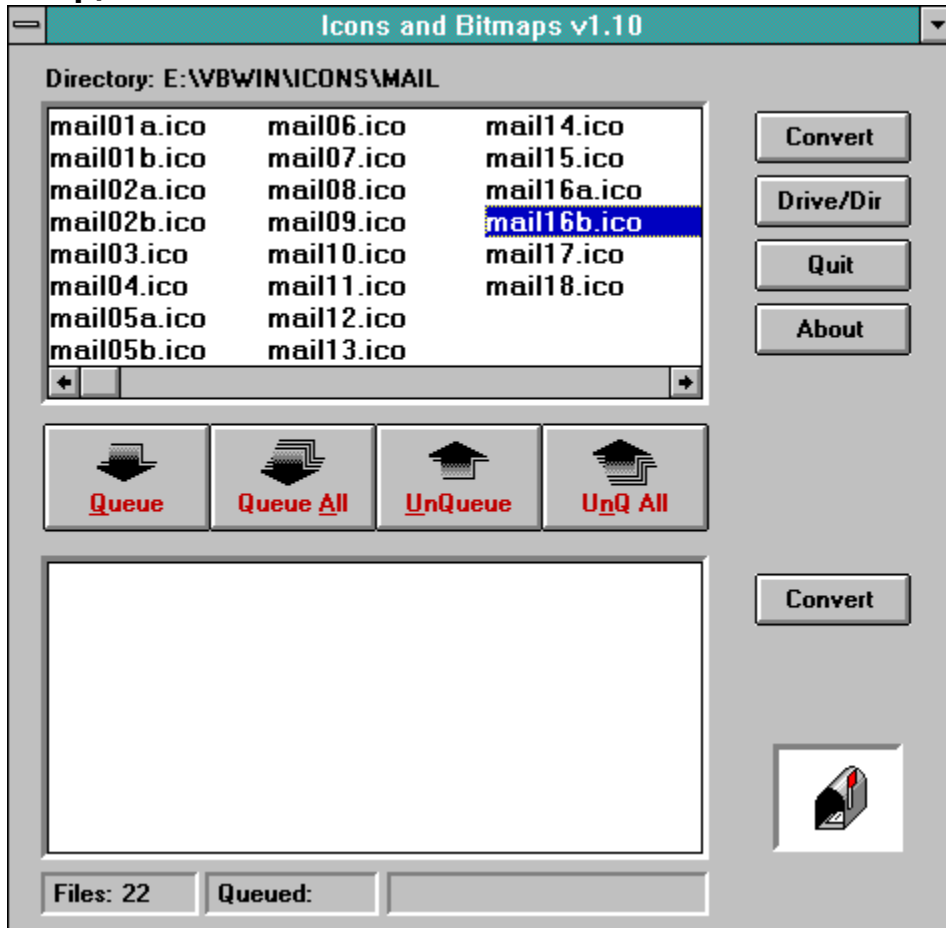 Icons and Bitmaps v1.10
Directory: E:\VBWIN\ICONS\MAIL
mail01a.ico mail06.ico mail14.ico
mail01b.ico mail07.ico mail15.ico
mail02a.ico mail08.ico mail16a.ico
mail02b.ico mail09.ico mail16b.ico
mail03.ico mail10.ico mail17.ico
mail04.ico mail11.ico mail18.ico
mail05a.ico mail12.ico
mail05b.ico mail13.ico
Convert
Drive/Dir
Quit
About
Queue Queue All UnQueue UnQ All
Convert
Files: 22 Queued: